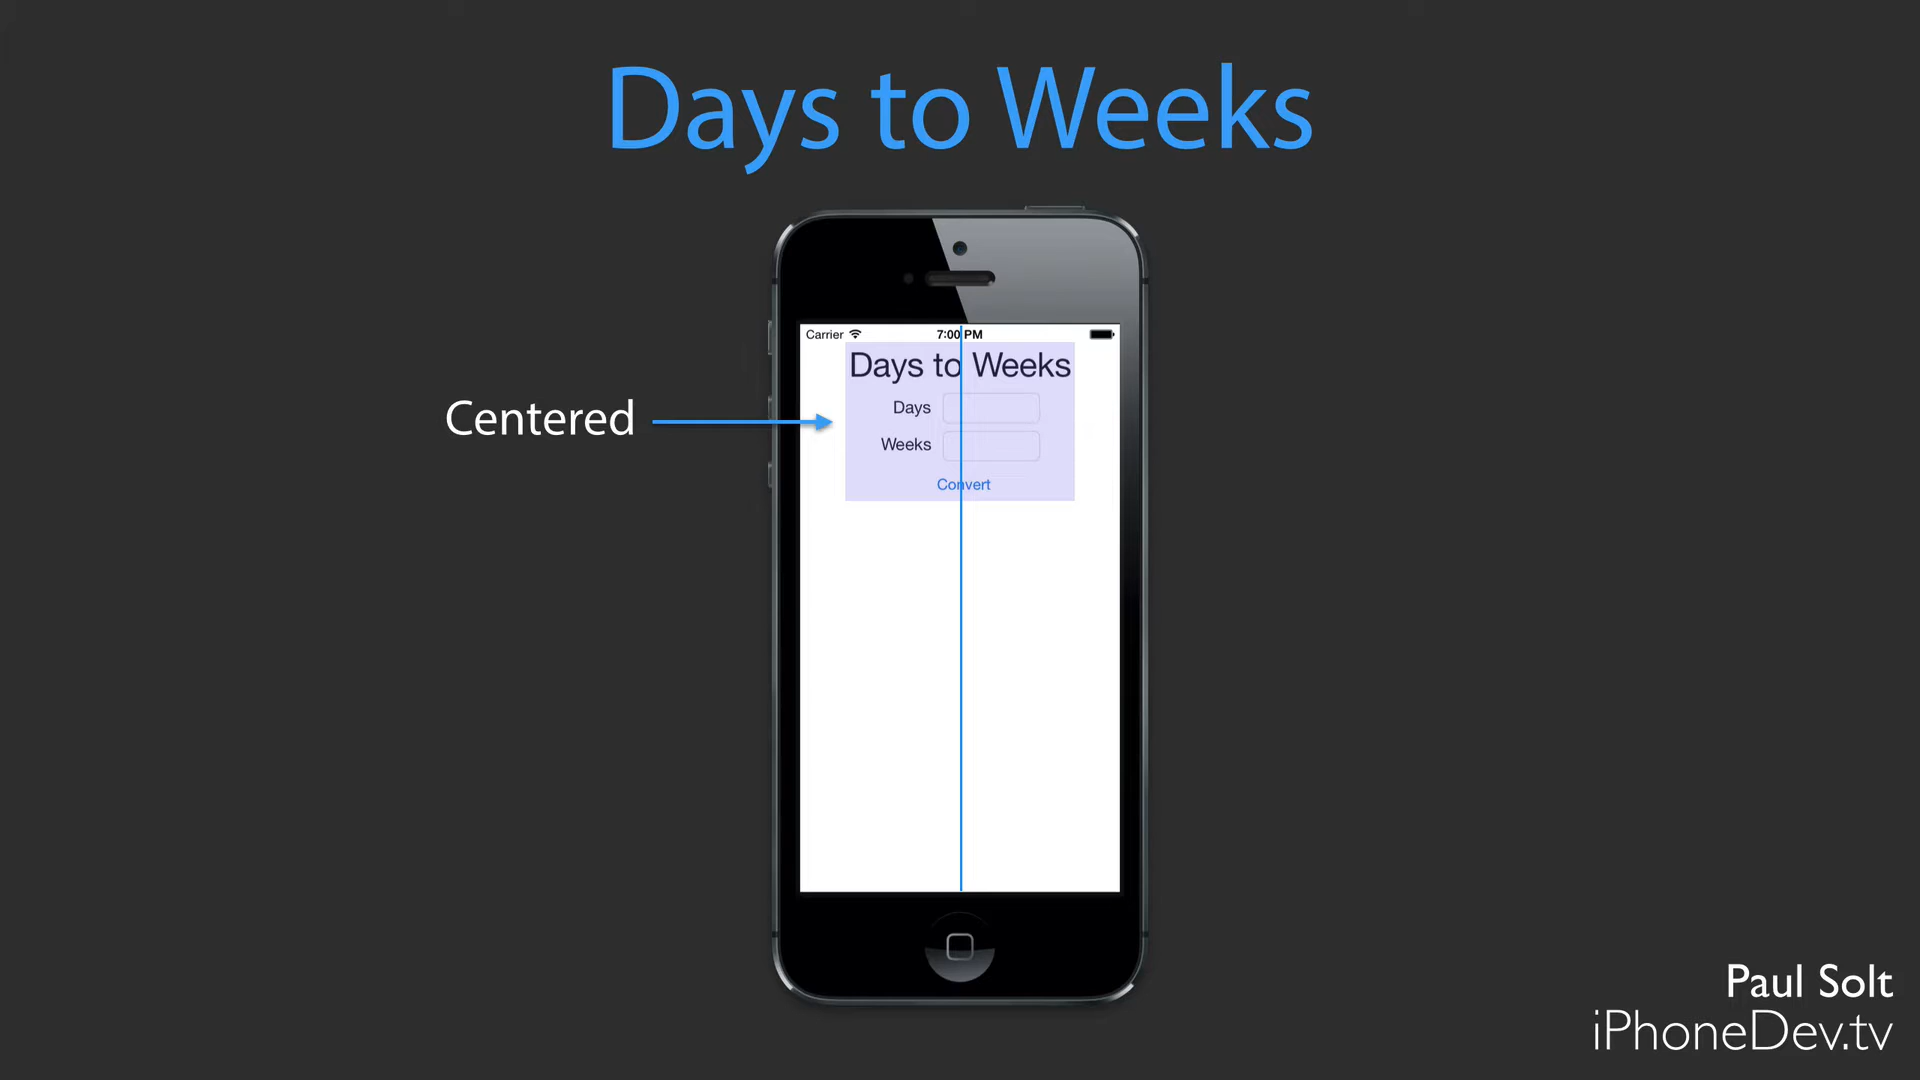 Days to Weeks
Carrier 7:00 PM
Days to Weeks
Days
Centered
Weeks
Convert
Paul Solt
iPhoneDev.tv